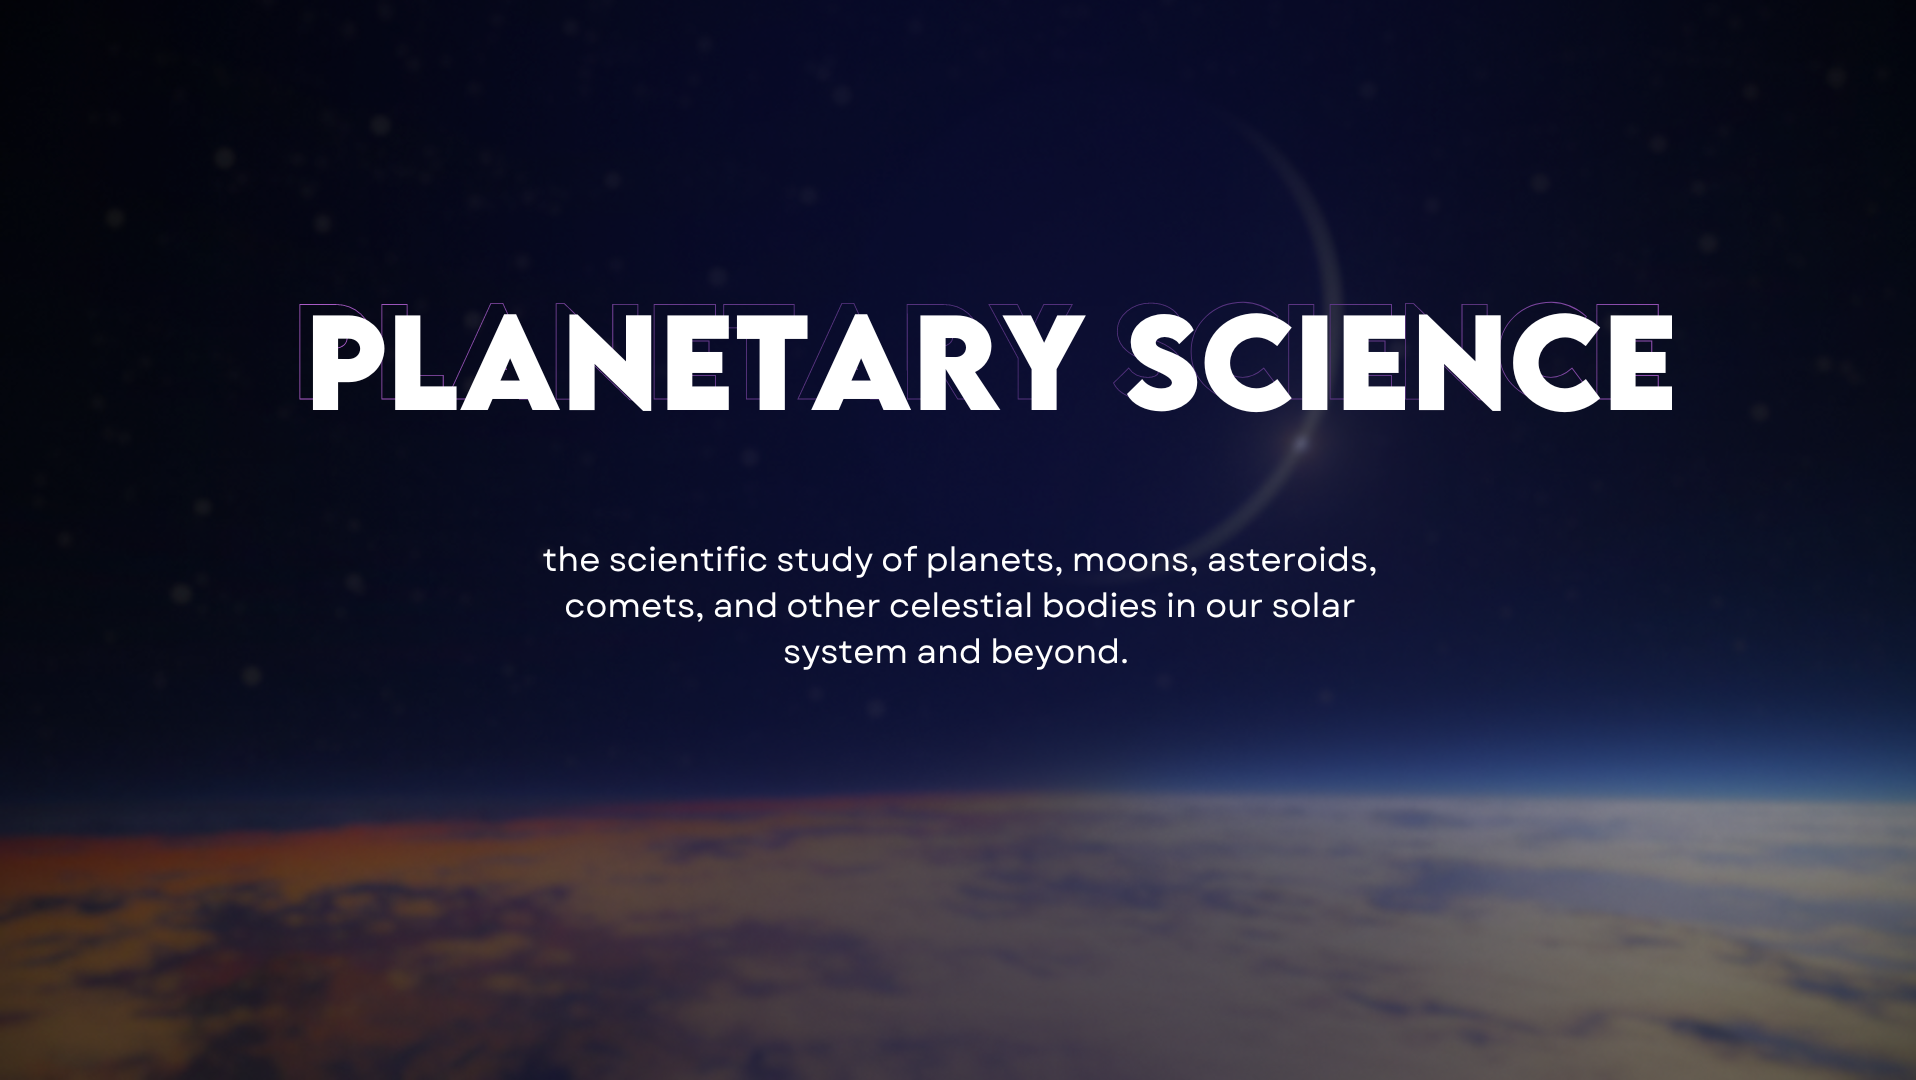 PLANETARY SCIENCE
the scientific study of planets, moons, asteroids,
comets, and other celestial bodies in our solar
system and beyond.